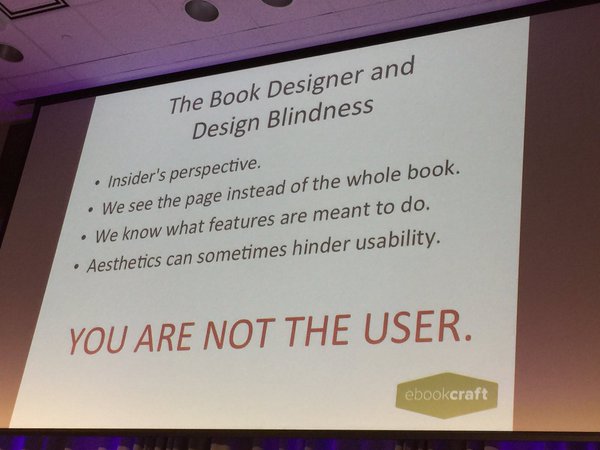 The Book Designer and
Design Blindness
• Insider's perspective.
• We see the page instead of the whole book.
• We know what features are meant to do.
• Aesthetics can sometimes hinder usability.
YOU ARE NOT THE USER.
ebookcraft